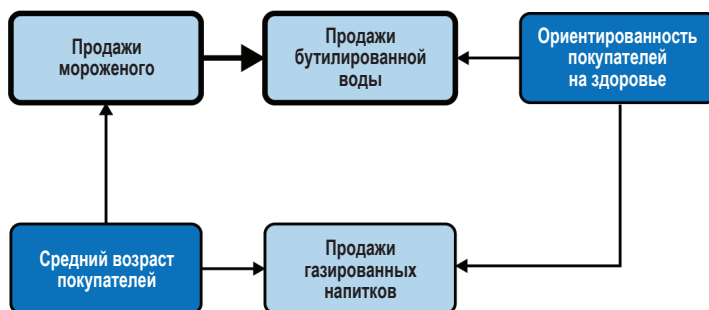 Продажи
мороженого
Продажи
бутилированной
воды
Ориентированность
покупателей
на здоровье
Средний возраст
покупателей
Продажи
газированных
напитков